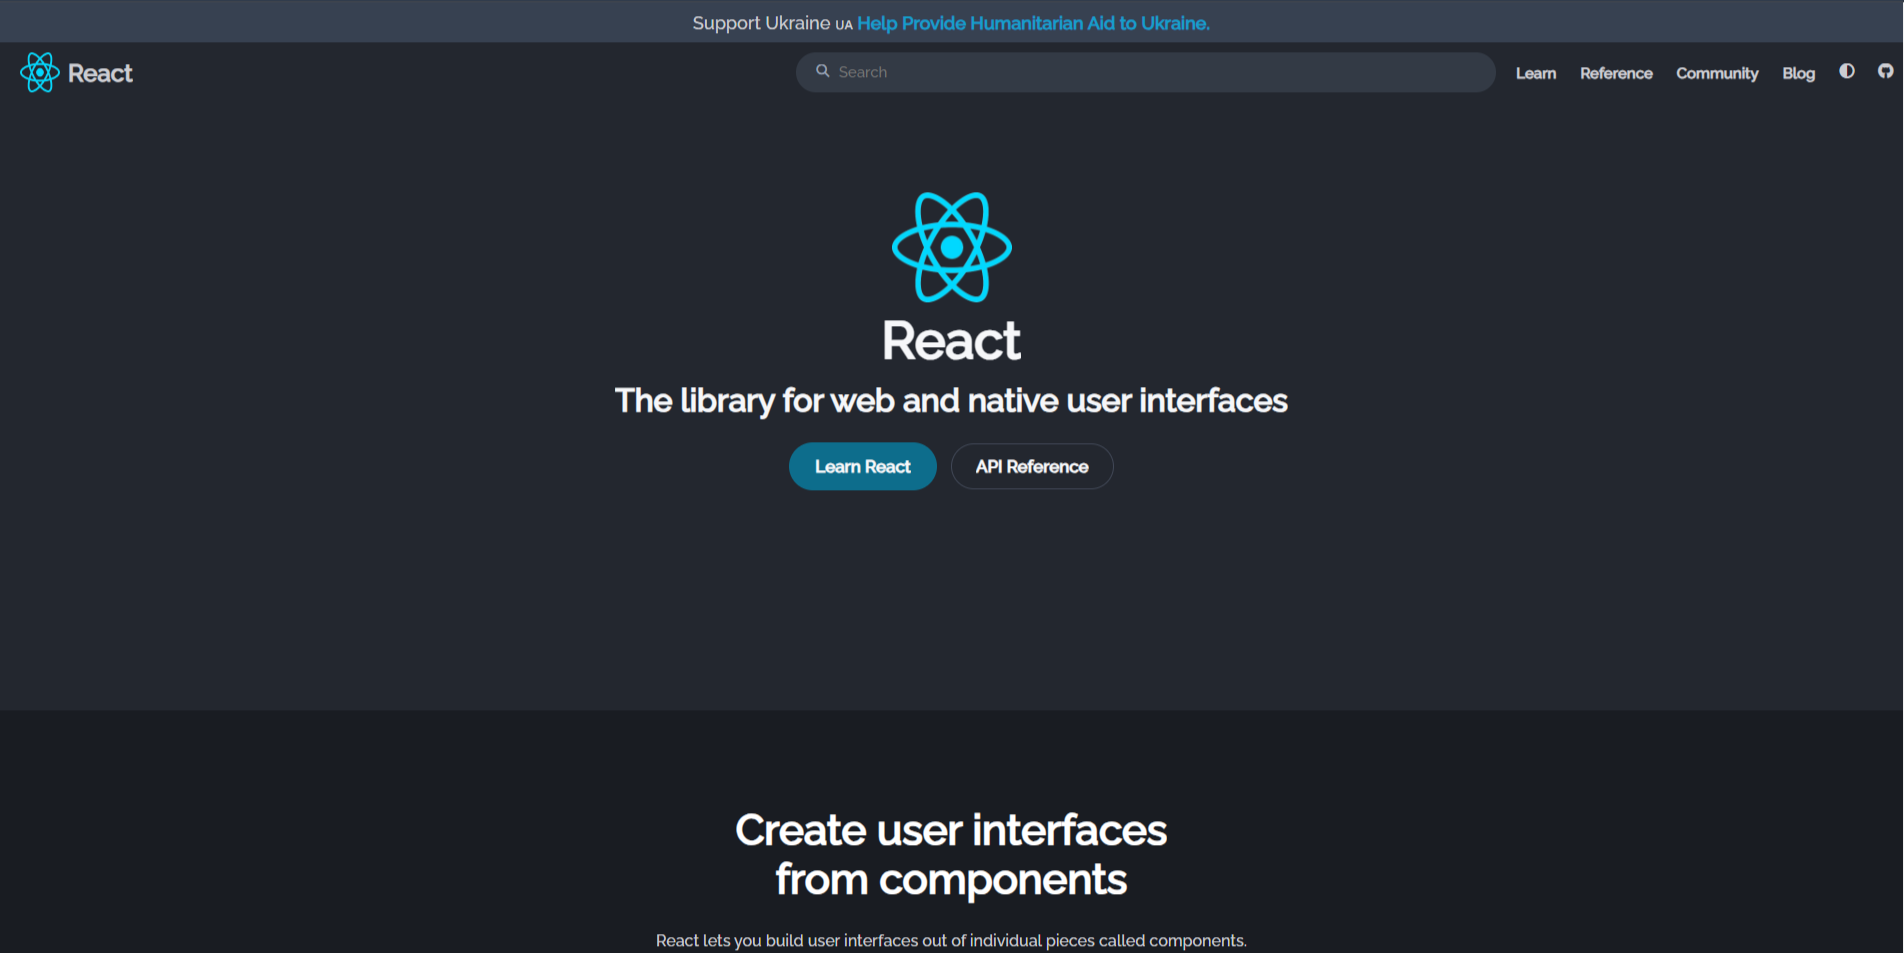 Support Ukraine UA Help Provide Humanitarian Aid to Ukraine.
React
Search
Learn Reference Community Blog
React
The library for web and native user interfaces
Learn React API Reference
Create user interfaces
from components
React lets you build user interfaces out of individual pieces called components.